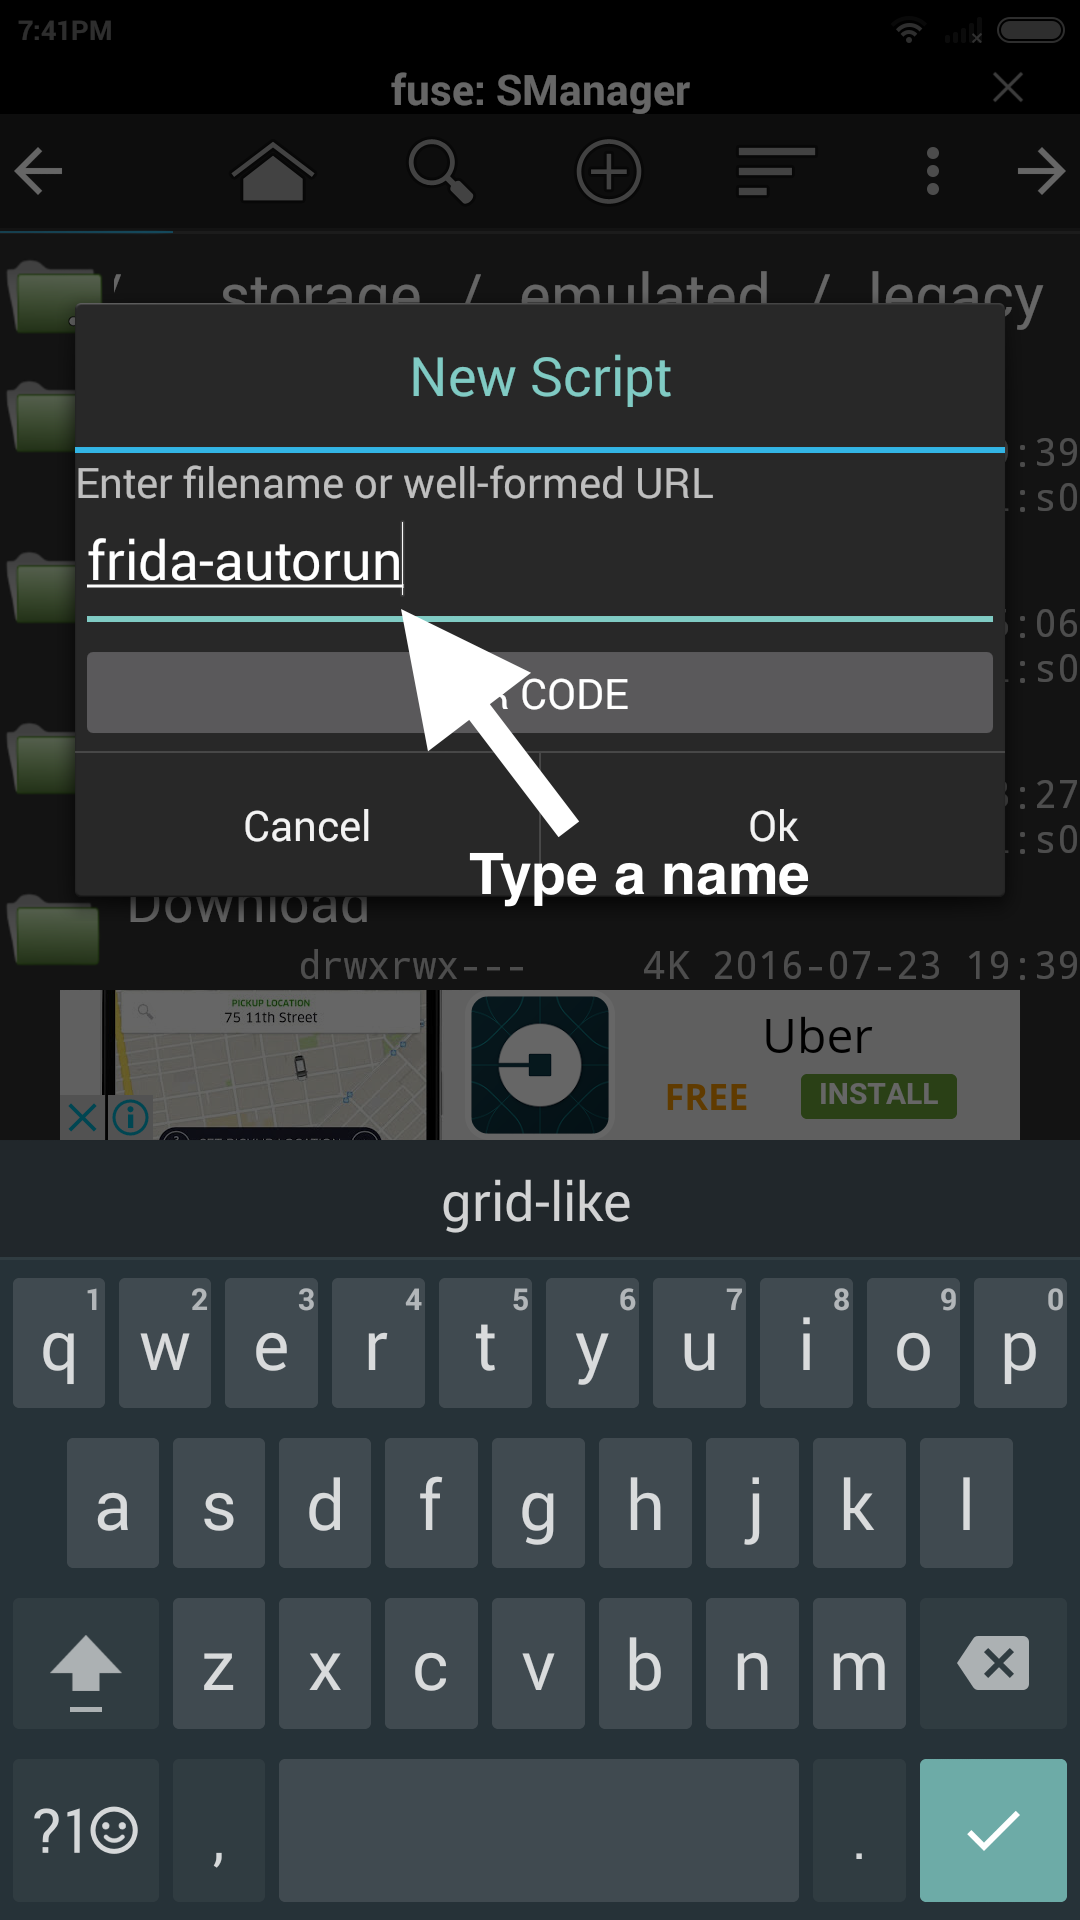 7:41PM
fuse: SManager
/ storage / emulated / legacy
New Script
:39
Enter filename or well-formed URL
:s0
frida-autorun
:06
:s0
CODE
:27
Cancel
Ok
:s0
Type a name
Download
drwxrwx--- 4K 2016-07-23 19:39
PICKUP LOCATION
75 11th Street
Uber
FREE
INSTALL
SET PICKUP LOCATION
grid-like
1 2 3 4 5 6 7 8 9 0
q w e r t y u i o p
a s d f g h j k l
z x c v b n m
?1 , .